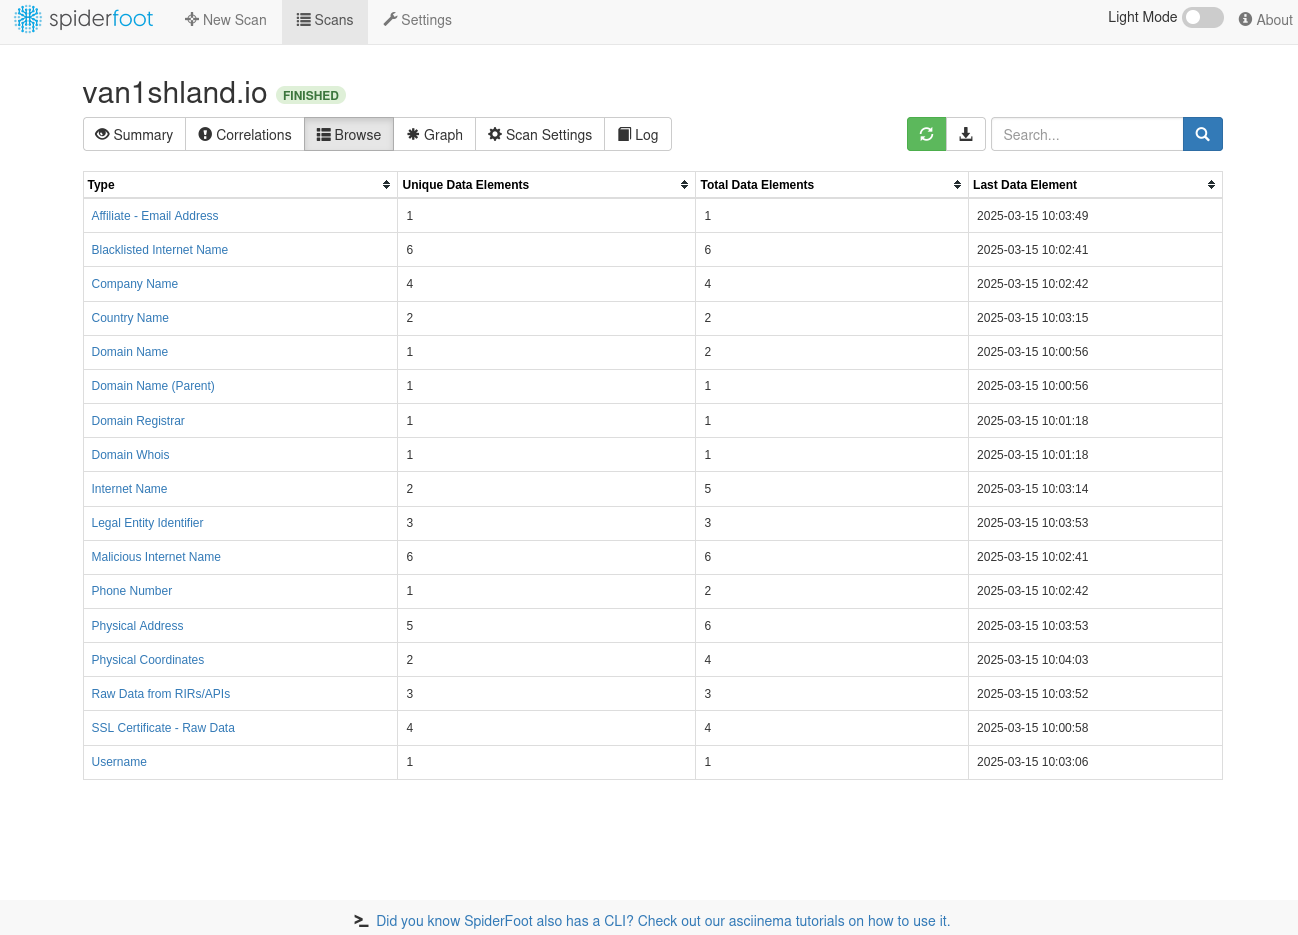 spiderfoot New Scan Scans Settings Light Mode About
van1shland.io FINISHED
Summary Correlations Browse Graph Scan Settings Log Search...
Type Unique Data Elements Total Data Elements Last Data Element
Affiliate - Email Address 1 1 2025-03-15 10:03:49
Blacklisted Internet Name 6 6 2025-03-15 10:02:41
Company Name 4 4 2025-03-15 10:02:42
Country Name 2 2 2025-03-15 10:03:15
Domain Name 1 2 2025-03-15 10:00:56
Domain Name (Parent) 1 1 2025-03-15 10:00:56
Domain Registrar 1 1 2025-03-15 10:01:18
Domain Whois 1 1 2025-03-15 10:01:18
Internet Name 2 5 2025-03-15 10:03:14
Legal Entity Identifier 3 3 2025-03-15 10:03:53
Malicious Internet Name 6 6 2025-03-15 10:02:41
Phone Number 1 2 2025-03-15 10:02:42
Physical Address 5 6 2025-03-15 10:03:53
Physical Coordinates 2 4 2025-03-15 10:04:03
Raw Data from RIRs/APIs 3 3 2025-03-15 10:03:52
SSL Certificate - Raw Data 4 4 2025-03-15 10:00:58
Username 1 1 2025-03-15 10:03:06
Did you know SpiderFoot also has a CLI? Check out our asciinema tutorials on how to use it.